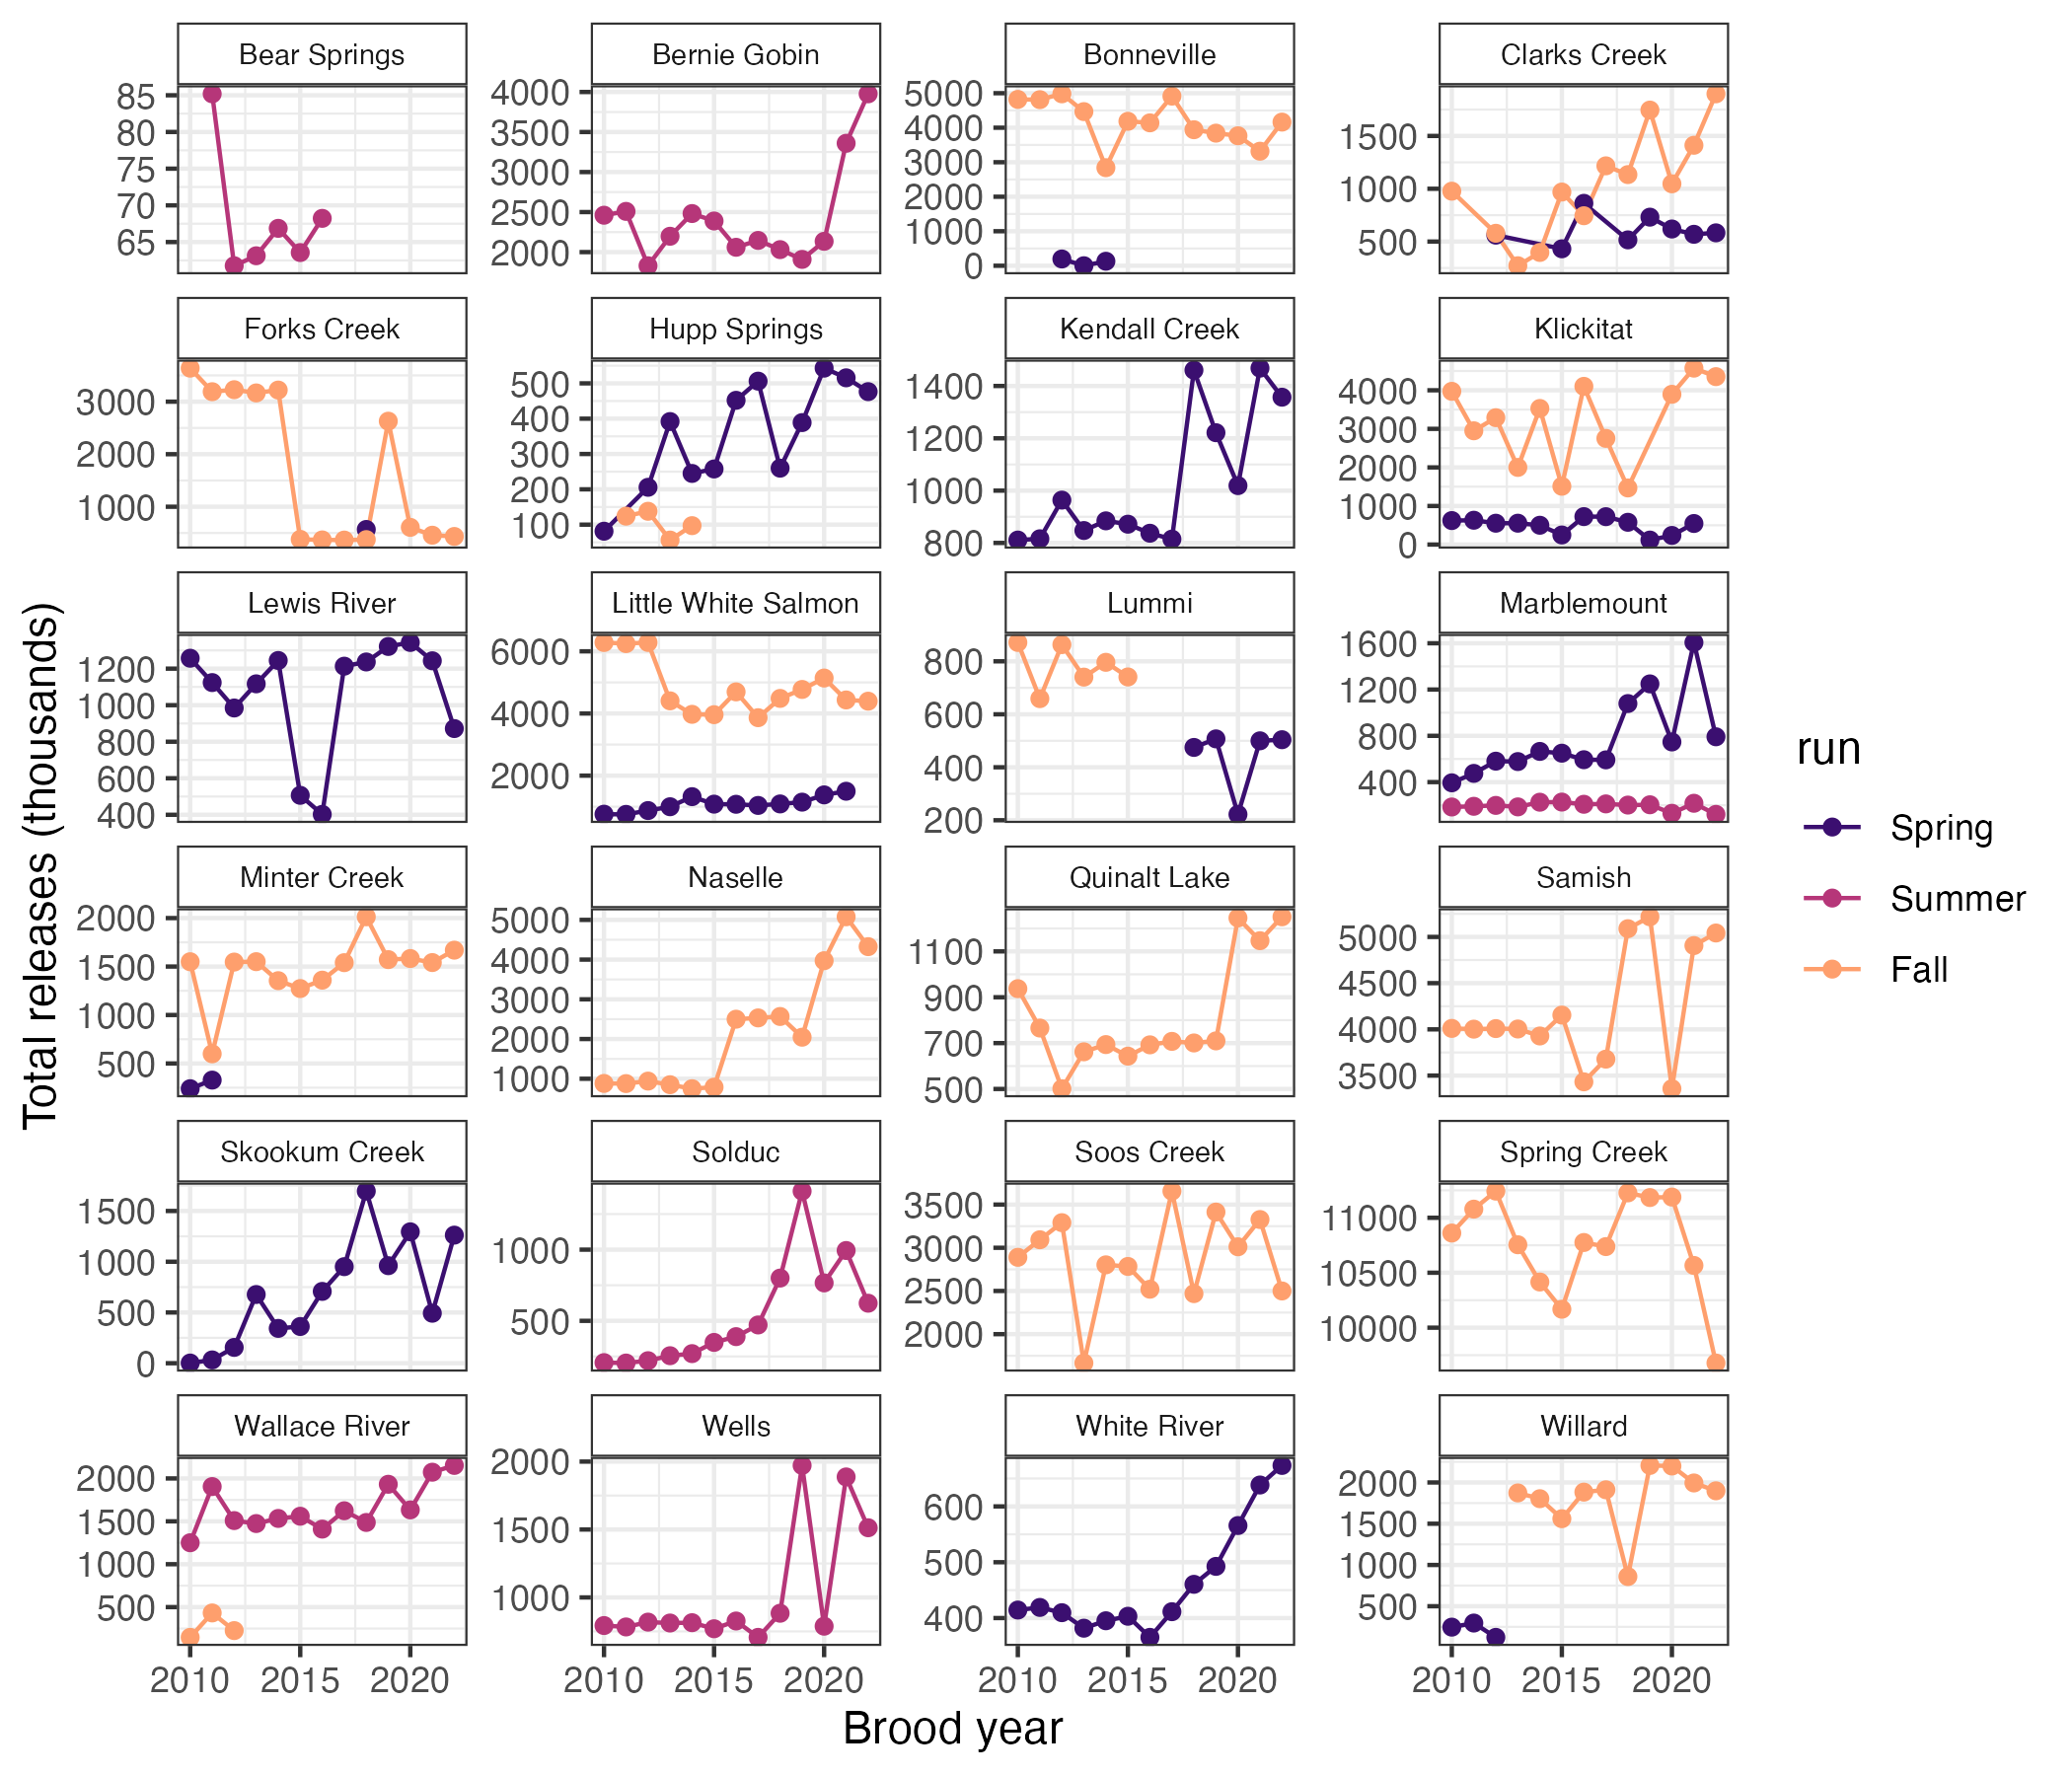 Bear Springs
Bernie Gobin
Bonneville
Clarks Creek
85
80
75
70
65
4000
3500
3000
2500
2000
5000
4000
3000
2000
1000
0
1500
1000
500
Forks Creek
Hupp Springs
Kendall Creek
Klickitat
3000
2000
1000
500
400
300
200
100
1400
1200
1000
800
4000
3000
2000
1000
0
Lewis River
Little White Salmon
Lummi
Marblemount
1200
1000
800
600
400
6000
4000
2000
800
600
400
200
1600
1200
800
400
Minter Creek
Naselle
Quinalt Lake
Samish
2000
1500
1000
500
5000
4000
3000
2000
1000
1100
900
700
500
5000
4500
4000
3500
Skookum Creek
Solduc
Soos Creek
Spring Creek
1500
1000
500
0
1000
500
3500
3000
2500
2000
11000
10500
10000
Wallace River
Wells
White River
Willard
2000
1500
1000
500
2000
1500
1000
600
500
400
2000
1500
1000
500
2010 2015 2020
2010 2015 2020
2010 2015 2020
2010 2015 2020
Brood year
Total releases (thousands)
run
Spring
Summer
Fall